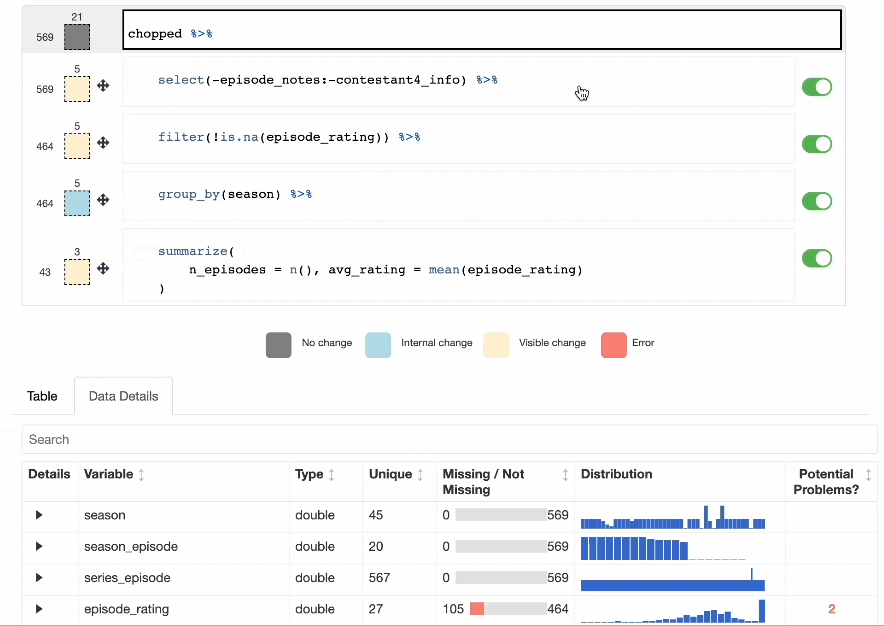 21
569
chopped %>%
5
569
select(-episode_notes:-contestant4_info) %>%
5
464
filter(!is.na(episode_rating)) %>%
5
464
group_by(season) %>%
3
43
summarize(
n_episodes = n(), avg_rating = mean(episode_rating)
)
No change Internal change Visible change Error
Table Data Details
Search
Details Variable Type Unique Missing / Not Missing Distribution Potential Problems?
season double 45 0 569
season_episode double 20 0 569
series_episode double 567 0 569
episode_rating double 27 105 464 2